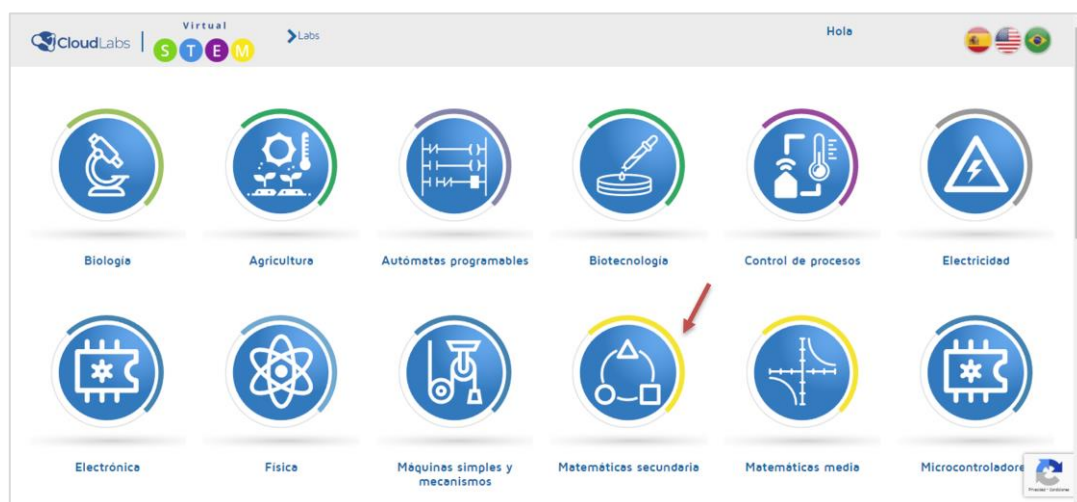 CloudLabs
Virtual
STEM
Labs
Hola
Biología
Agricultura
Autómatas programables
Biotecnología
Control de procesos
Electricidad
Electrónica
Física
Máquinas simples y
mecanismos
Matemáticas secundaria
Matemáticas media